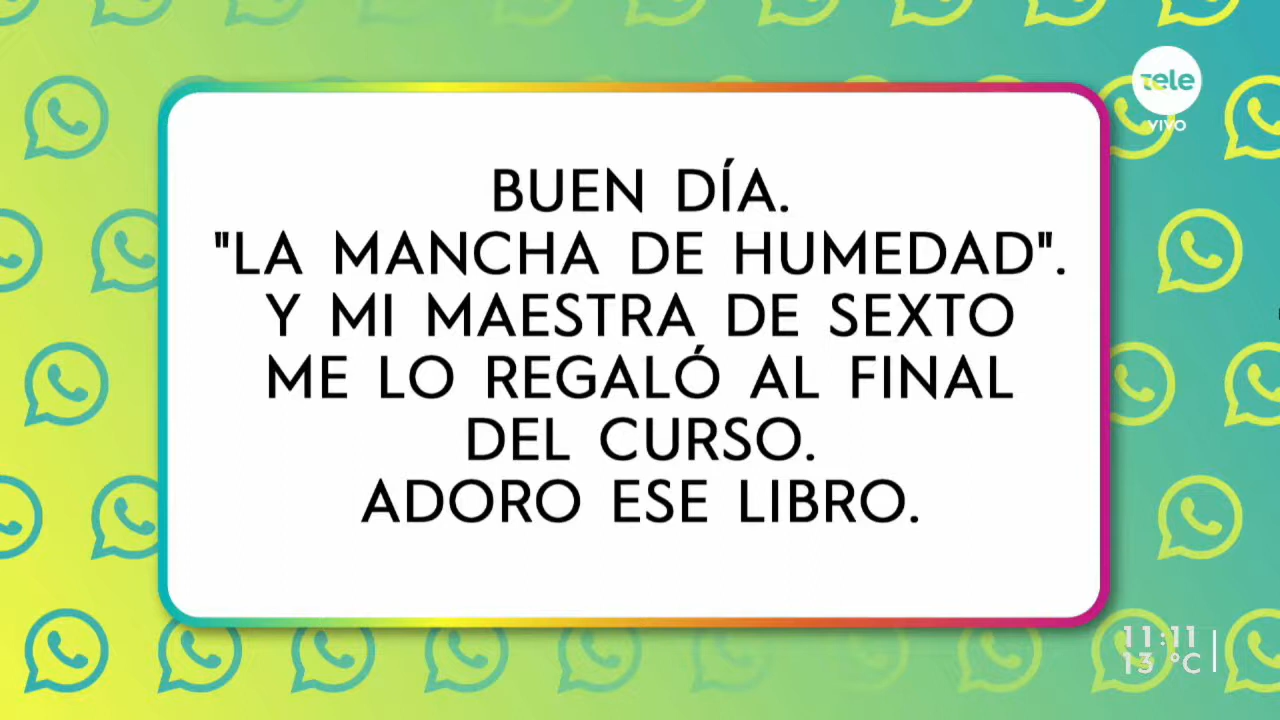 tele
VIVO
BUEN DÍA.
"LA MANCHA DE HUMEDAD".
Y MI MAESTRA DE SEXTO
ME LO REGALÓ AL FINAL
DEL CURSO.
ADORO ESE LIBRO.
11:11
13 °C